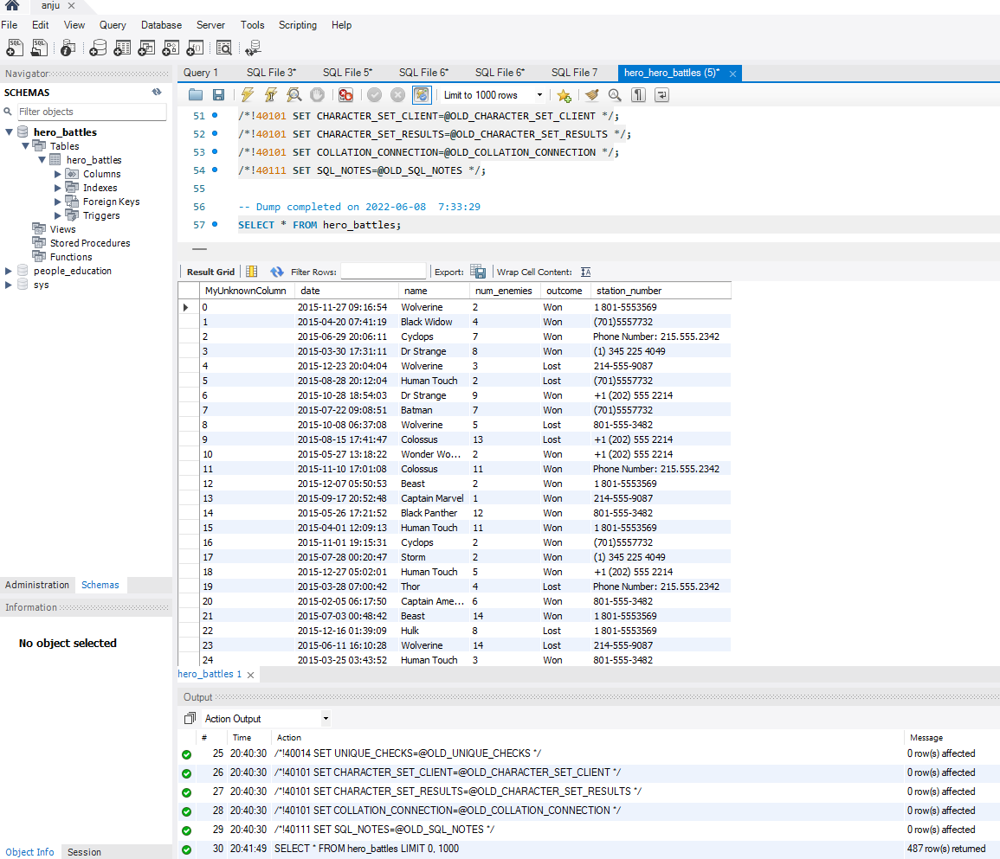 anju
File Edit View Query Database Server Tools Scripting Help
Navigator
SCHEMAS
Filter objects
hero_battles
Tables
hero_battles
Columns
Indexes
Foreign Keys
Triggers
Views
Stored Procedures
Functions
people_education
sys
Administration Schemas
Information
No object selected
Object Info Session
Query 1 SQL File 3* SQL File 5* SQL File 6* SQL File 6* SQL File 7 hero_hero_battles (5)*
Limit to 1000 rows
51 /*!40101 SET CHARACTER_SET_CLIENT=@OLD_CHARACTER_SET_CLIENT */;
52 /*!40101 SET CHARACTER_SET_RESULTS=@OLD_CHARACTER_SET_RESULTS */;
53 /*!40101 SET COLLATION_CONNECTION=@OLD_COLLATION_CONNECTION */;
54 /*!40111 SET SQL_NOTES=@OLD_SQL_NOTES */;
55
56 -- Dump completed on 2022-06-08  7:33:29
57 SELECT * FROM hero_battles;
Result Grid Filter Rows: Export: Wrap Cell Content:
MyUnknownColumn date name num_enemies outcome station_number
0 2015-11-27 09:16:54 Wolverine 2 Won 1 801-5553569
1 2015-04-20 07:41:19 Black Widow 4 Won (701)5557732
2 2015-06-29 20:06:11 Cyclops 7 Won Phone Number: 215.555.2342
3 2015-03-30 17:31:11 Dr Strange 8 Won (1) 345 225 4049
4 2015-12-23 20:04:04 Wolverine 3 Lost 214-555-9087
5 2015-08-28 20:12:04 Human Touch 2 Lost (701)5557732
6 2015-10-28 18:54:03 Dr Strange 9 Won +1 (202) 555 2214
7 2015-07-22 09:08:51 Batman 7 Won (701)5557732
8 2015-10-08 06:37:08 Wolverine 5 Lost 801-555-3482
9 2015-08-15 17:41:47 Colossus 13 Lost +1 (202) 555 2214
10 2015-05-27 13:18:22 Wonder Wo... 2 Won +1 (202) 555 2214
11 2015-11-10 17:01:08 Colossus 11 Won Phone Number: 215.555.2342
12 2015-12-07 05:50:53 Beast 2 Won 1 801-5553569
13 2015-09-17 20:52:48 Captain Marvel 1 Won 214-555-9087
14 2015-05-26 17:21:52 Black Panther 12 Won 801-555-3482
15 2015-04-01 12:09:13 Human Touch 11 Won 1 801-5553569
16 2015-11-01 19:15:31 Cyclops 2 Won (701)5557732
17 2015-07-28 00:20:47 Storm 2 Won (1) 345 225 4049
18 2015-12-27 05:02:01 Human Touch 5 Won +1 (202) 555 2214
19 2015-03-28 07:00:42 Thor 4 Lost Phone Number: 215.555.2342
20 2015-02-05 06:17:50 Captain Ame... 6 Won 801-555-3482
21 2015-07-03 00:48:42 Beast 14 Won 1 801-5553569
22 2015-12-16 01:39:09 Hulk 8 Lost 1 801-5553569
23 2015-06-11 16:10:28 Wolverine 14 Lost 214-555-9087
24 2015-03-25 03:43:52 Human Touch 3 Won 801-555-3482
hero_battles 1
Output
Action Output
# Time Action Message
25 20:40:30 /*!40014 SET UNIQUE_CHECKS=@OLD_UNIQUE_CHECKS */ 0 row(s) affected
26 20:40:30 /*!40101 SET CHARACTER_SET_CLIENT=@OLD_CHARACTER_SET_CLIENT */ 0 row(s) affected
27 20:40:30 /*!40101 SET CHARACTER_SET_RESULTS=@OLD_CHARACTER_SET_RESULTS */ 0 row(s) affected
28 20:40:30 /*!40101 SET COLLATION_CONNECTION=@OLD_COLLATION_CONNECTION */ 0 row(s) affected
29 20:40:30 /*!40111 SET SQL_NOTES=@OLD_SQL_NOTES */ 0 row(s) affected
30 20:41:49 SELECT * FROM hero_battles LIMIT 0, 1000 487 row(s) returned